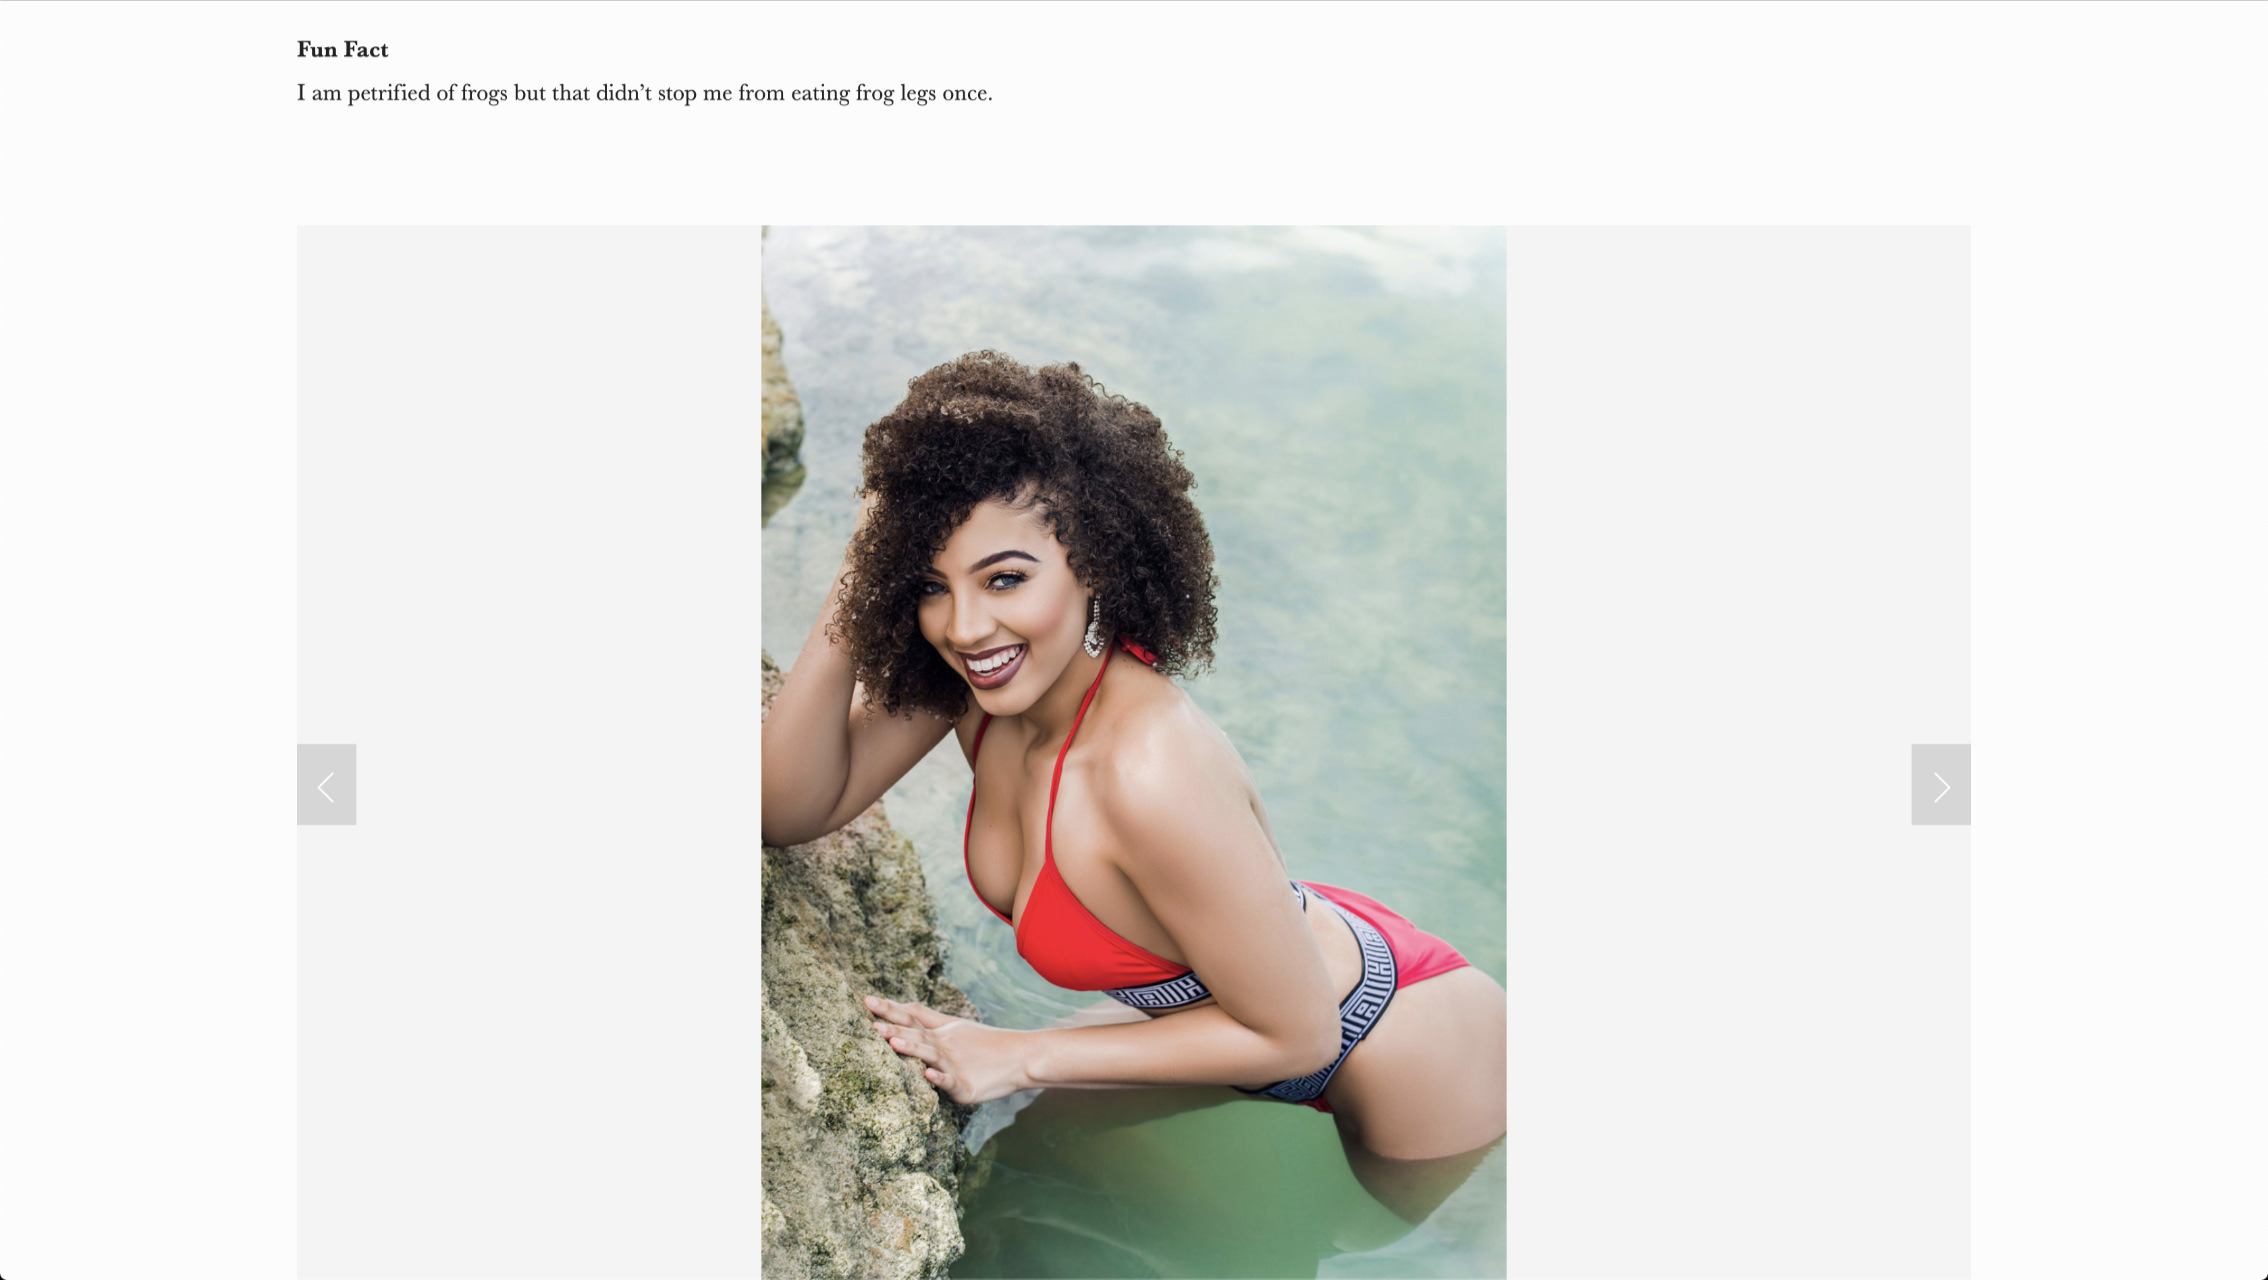 Fun Fact
I am petrified of frogs but that didn’t stop me from eating frog legs once.